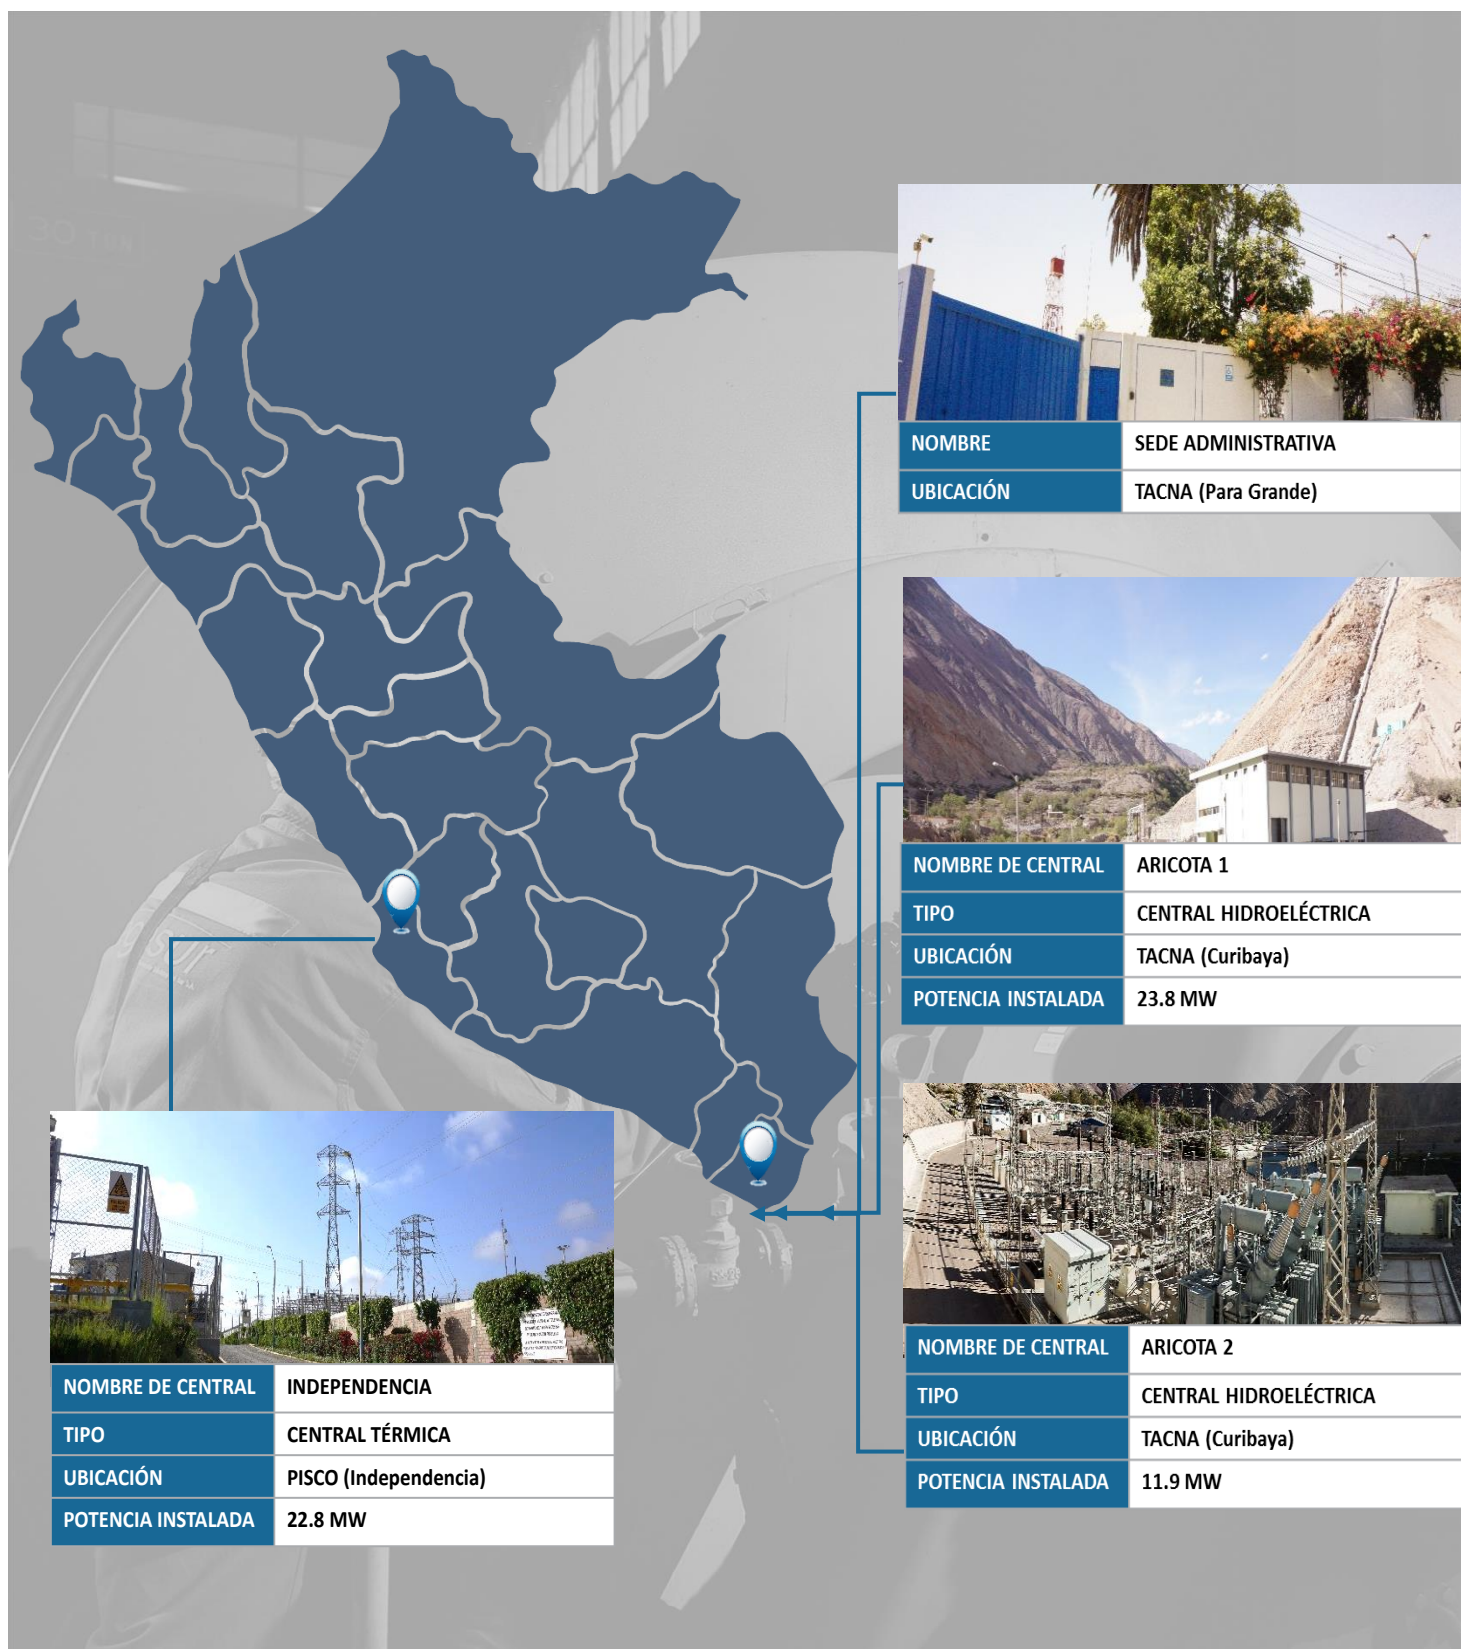 NOMBRE SEDE ADMINISTRATIVA
UBICACIÓN TACNA (Para Grande)
NOMBRE DE CENTRAL ARICOTA 1
TIPO CENTRAL HIDROELÉCTRICA
UBICACIÓN TACNA (Curibaya)
POTENCIA INSTALADA 23.8 MW
NOMBRE DE CENTRAL ARICOTA 2
TIPO CENTRAL HIDROELÉCTRICA
UBICACIÓN TACNA (Curibaya)
POTENCIA INSTALADA 11.9 MW
NOMBRE DE CENTRAL INDEPENDENCIA
TIPO CENTRAL TÉRMICA
UBICACIÓN PISCO (Independencia)
POTENCIA INSTALADA 22.8 MW